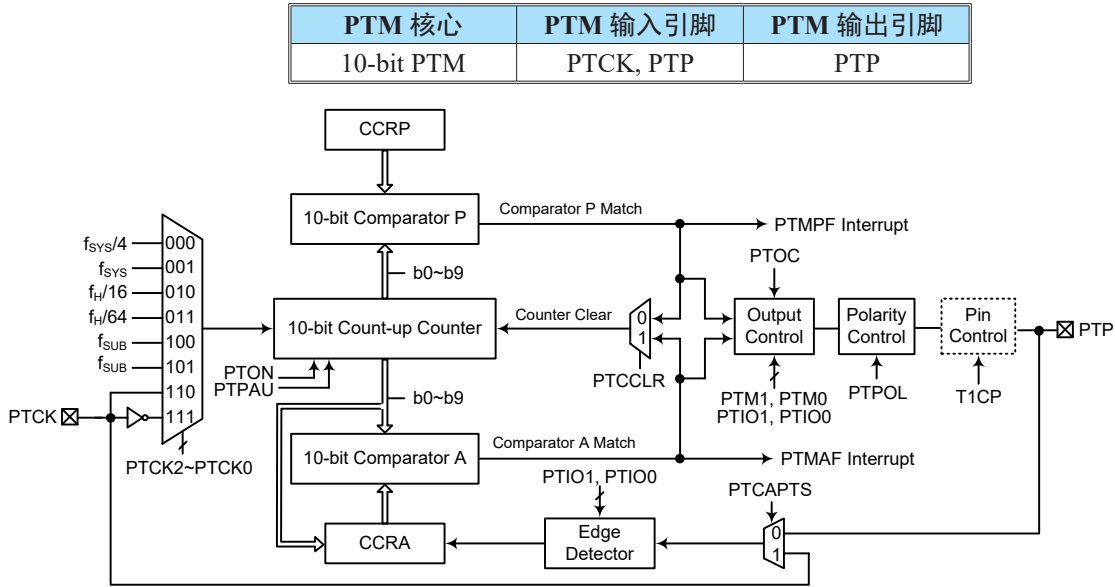 PTM 核心 PTM 输入引脚 PTM 输出引脚
10-bit PTM PTCK, PTP PTP
CCRP
10-bit Comparator P
Comparator P Match
PTMPF Interrupt
fSYS/4 000
fSYS 001
fH/16 010
fH/64 011
fSUB 100
fSUB 101
110
111
b0~b9
PTOC
10-bit Count-up Counter
Counter Clear
0
1
Output
Control
Polarity
Control
Pin
Control
PTP
PTON
PTPAU
PTCCLR
PTM1, PTM0
PTIO1, PTIO0
PTPOL
T1CP
PTCK
b0~b9
PTCK2~PTCK0
10-bit Comparator A
Comparator A Match
PTMAF Interrupt
PTIO1, PTIO0
PTCAPTS
CCRA
Edge
Detector
0
1